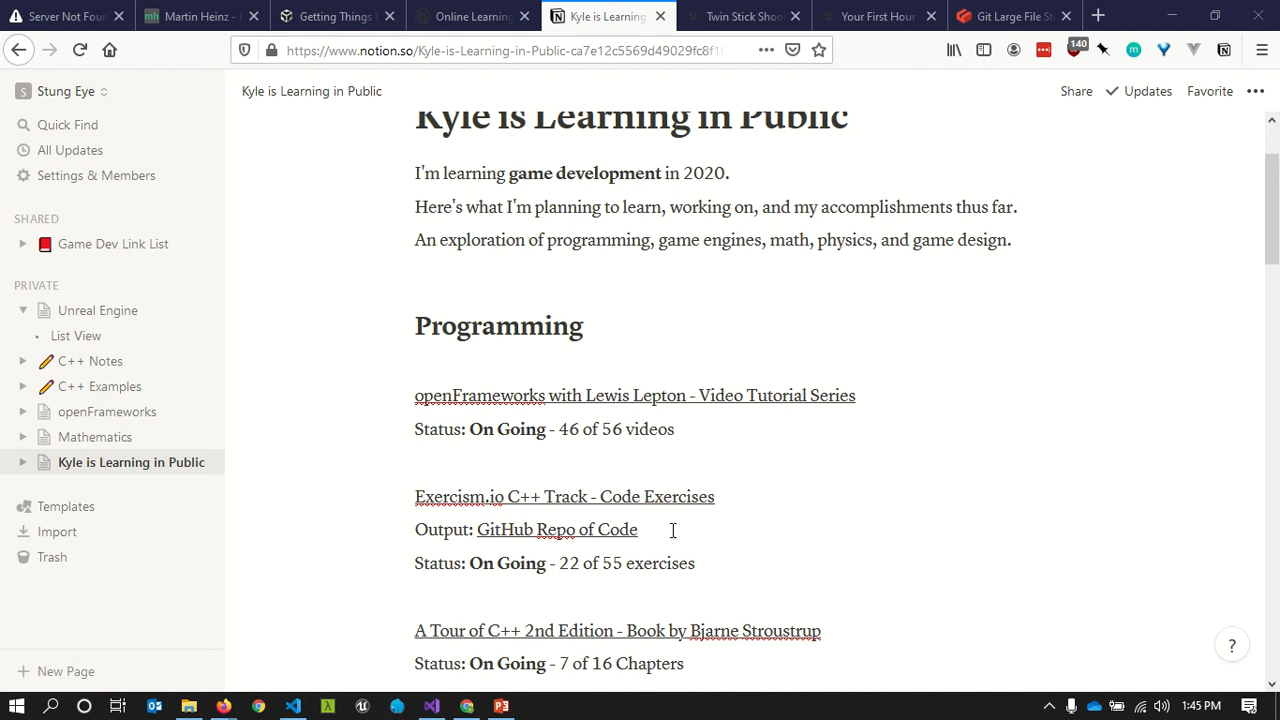 Server Not Foun
Martin Heinz -
Getting Things
Online Learning
Kyle is Learning
Twin Stick Shoo
Your First Hour
Git Large File St
https://www.notion.so/Kyle-is-Learning-in-Public-ca7e12c5569d49029fc8f1
140
S Stung Eye
Kyle is Learning in Public
Share
Updates
Favorite
Quick Find
All Updates
Settings & Members
SHARED
Game Dev Link List
PRIVATE
Unreal Engine
List View
C++ Notes
C++ Examples
openFrameworks
Mathematics
Kyle is Learning in Public
Templates
Import
Trash
New Page
Kyle is Learning in Public
I'm learning game development in 2020.
Here's what I'm planning to learn, working on, and my accomplishments thus far.
An exploration of programming, game engines, math, physics, and game design.
Programming
openFrameworks with Lewis Lepton - Video Tutorial Series
Status: On Going - 46 of 56 videos
Exercism.io C++ Track - Code Exercises
Output: GitHub Repo of Code
Status: On Going - 22 of 55 exercises
A Tour of C++ 2nd Edition - Book by Bjarne Stroustrup
Status: On Going - 7 of 16 Chapters
?
1:45 PM